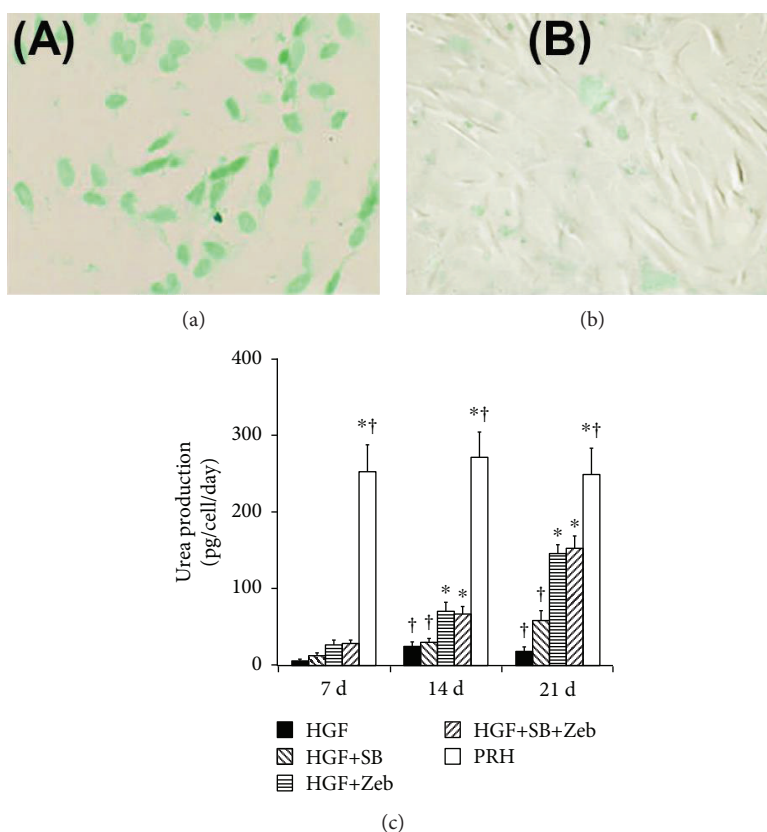 (A)
(B)
(a)
(b)
400
300
200
100
0
Urea production
(pg/cell/day)
*†
*†
*†
† † * *
† † * *
7 d
14 d
21 d
HGF
HGF+SB
HGF+Zeb
HGF+SB+Zeb
PRH
(c)